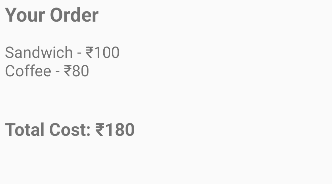 Your Order
Sandwich - ₹100
Coffee - ₹80
Total Cost: ₹180